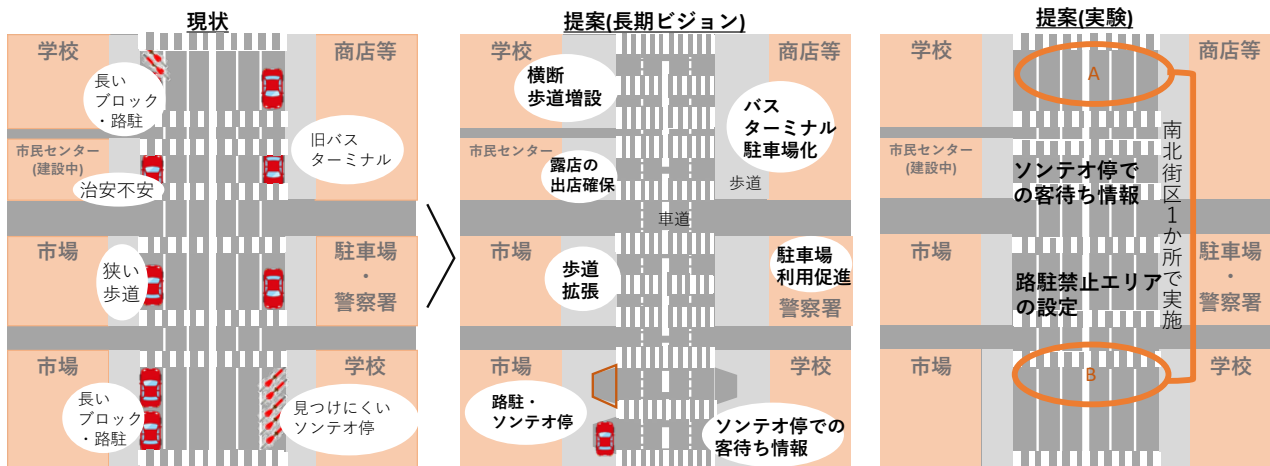 現状
学校
商店等
長い
ブロック
・路駐
旧バス
ターミナル
市民センター
(建設中)
治安不安
市場
狭い
歩道
駐車場
・
警察署
市場
学校
長い
ブロック
・路駐
見つけにくい
ソンテオ停
提案(長期ビジョン)
学校
商店等
横断
歩道増設
バス
ターミナル
駐車場化
市民センター
露店の
出店確保
歩道
車道
市場
歩道
拡張
駐車場
利用促進
警察署
市場
学校
路駐・
ソンテオ停
ソンテオ停での
客待ち情報
提案(実験)
学校
商店等
A
市民センター
(建設中)
ソンテオ停で
の客待ち情報
南北街区1か所で実施
市場
駐車場
・
警察署
路駐禁止エリア
の設定
市場
学校
B